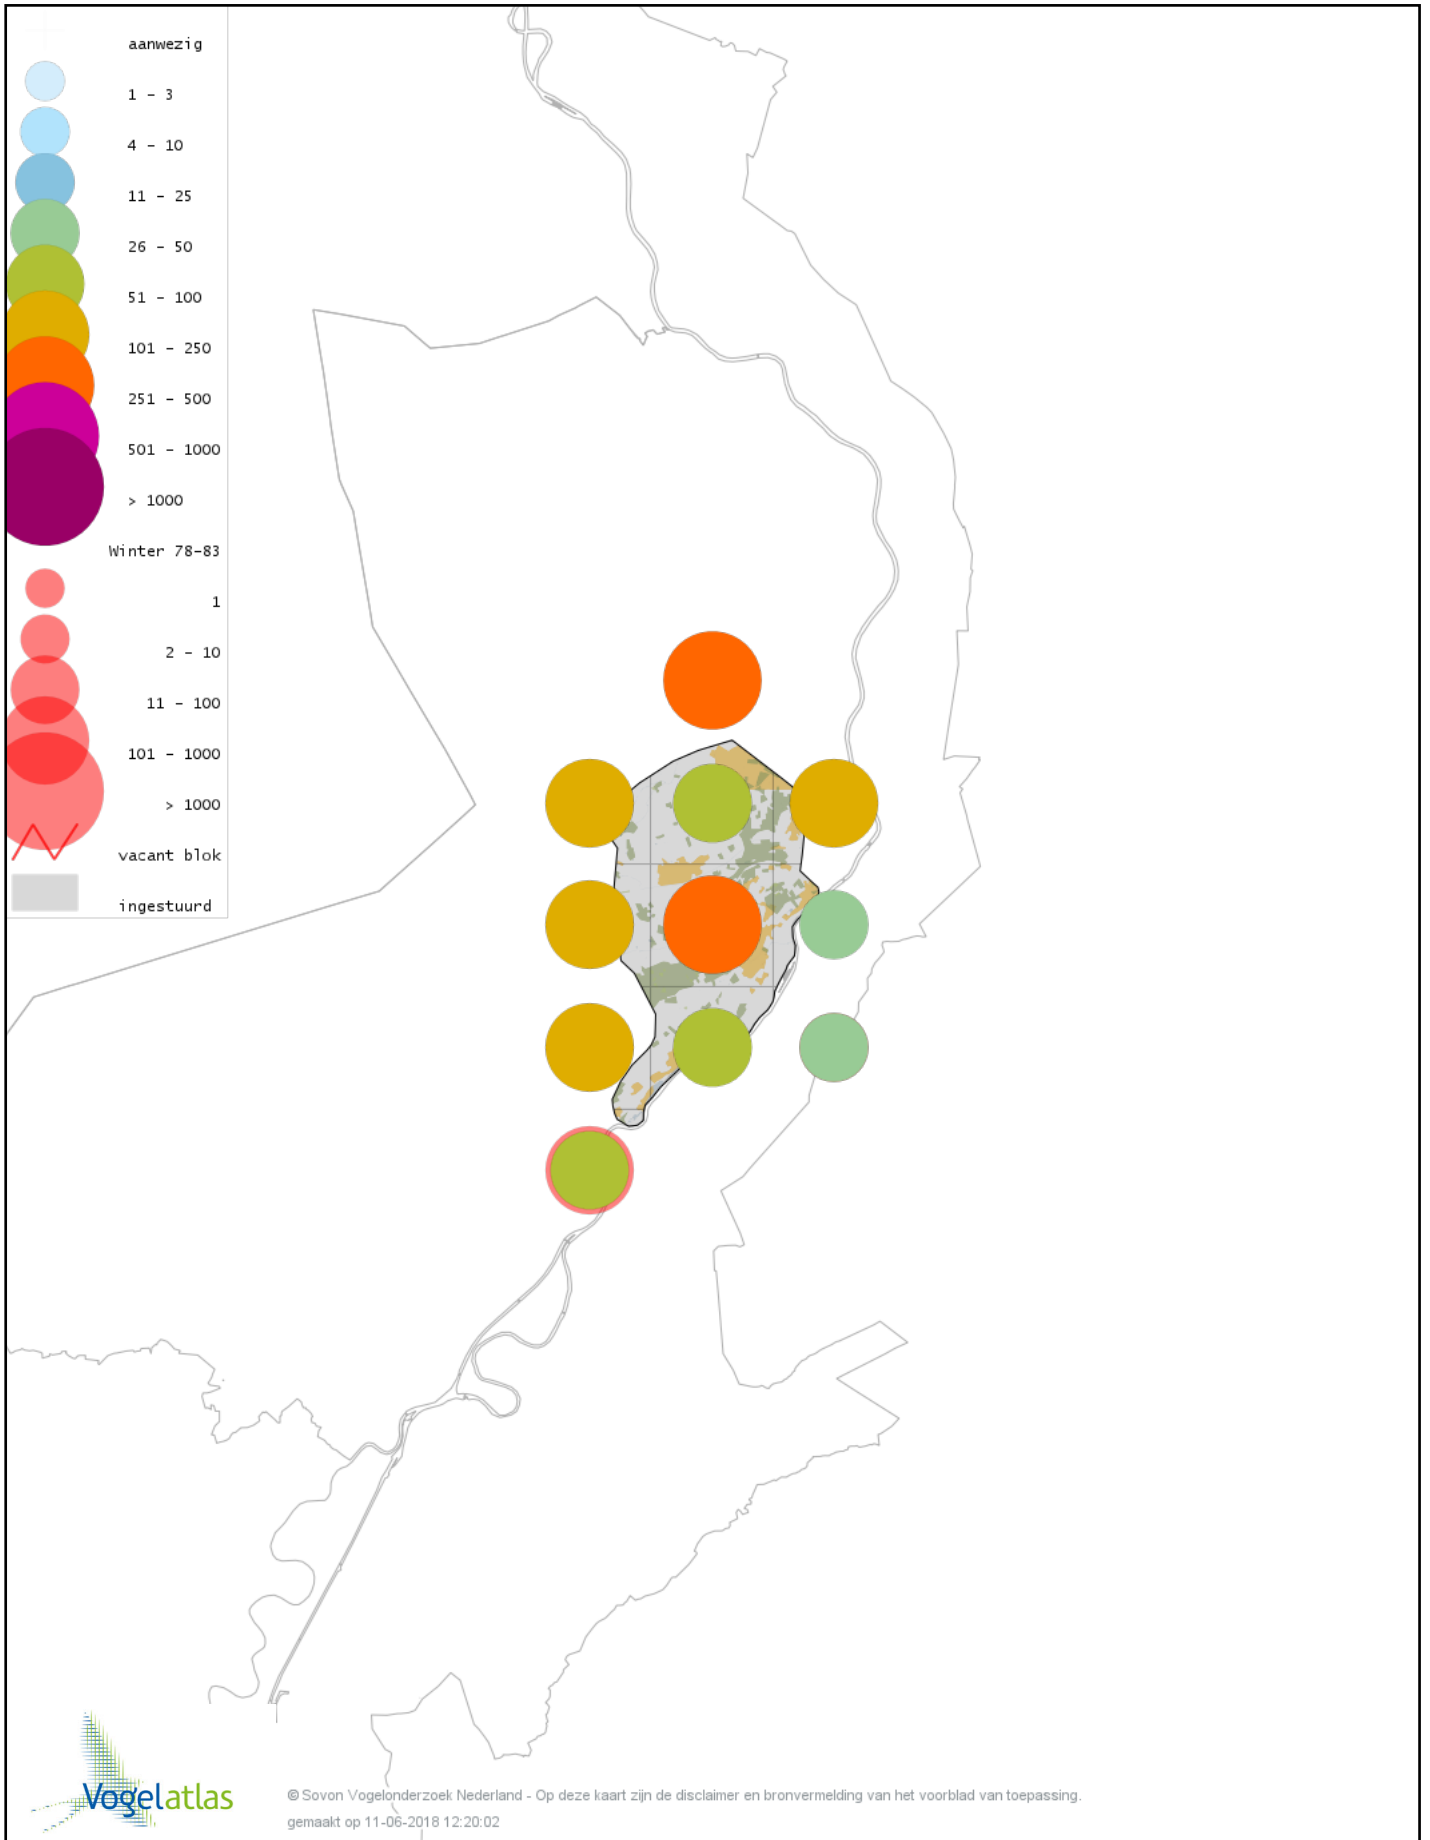 aanwezig
1 - 3
4 - 10
11 - 25
26 - 50
51 - 100
101 - 250
251 - 500
501 - 1000
> 1000
Winter 78-83
1
2 - 10
11 - 100
101 - 1000
> 1000
vacant blok
ingestuurd
Vogelatlas
© Sovon Vogelonderzoek Nederland - Op deze kaart zijn de disclaimer en bronvermelding van het voorblad van toepassing.
gemaakt op 11-06-2018 12:20:02